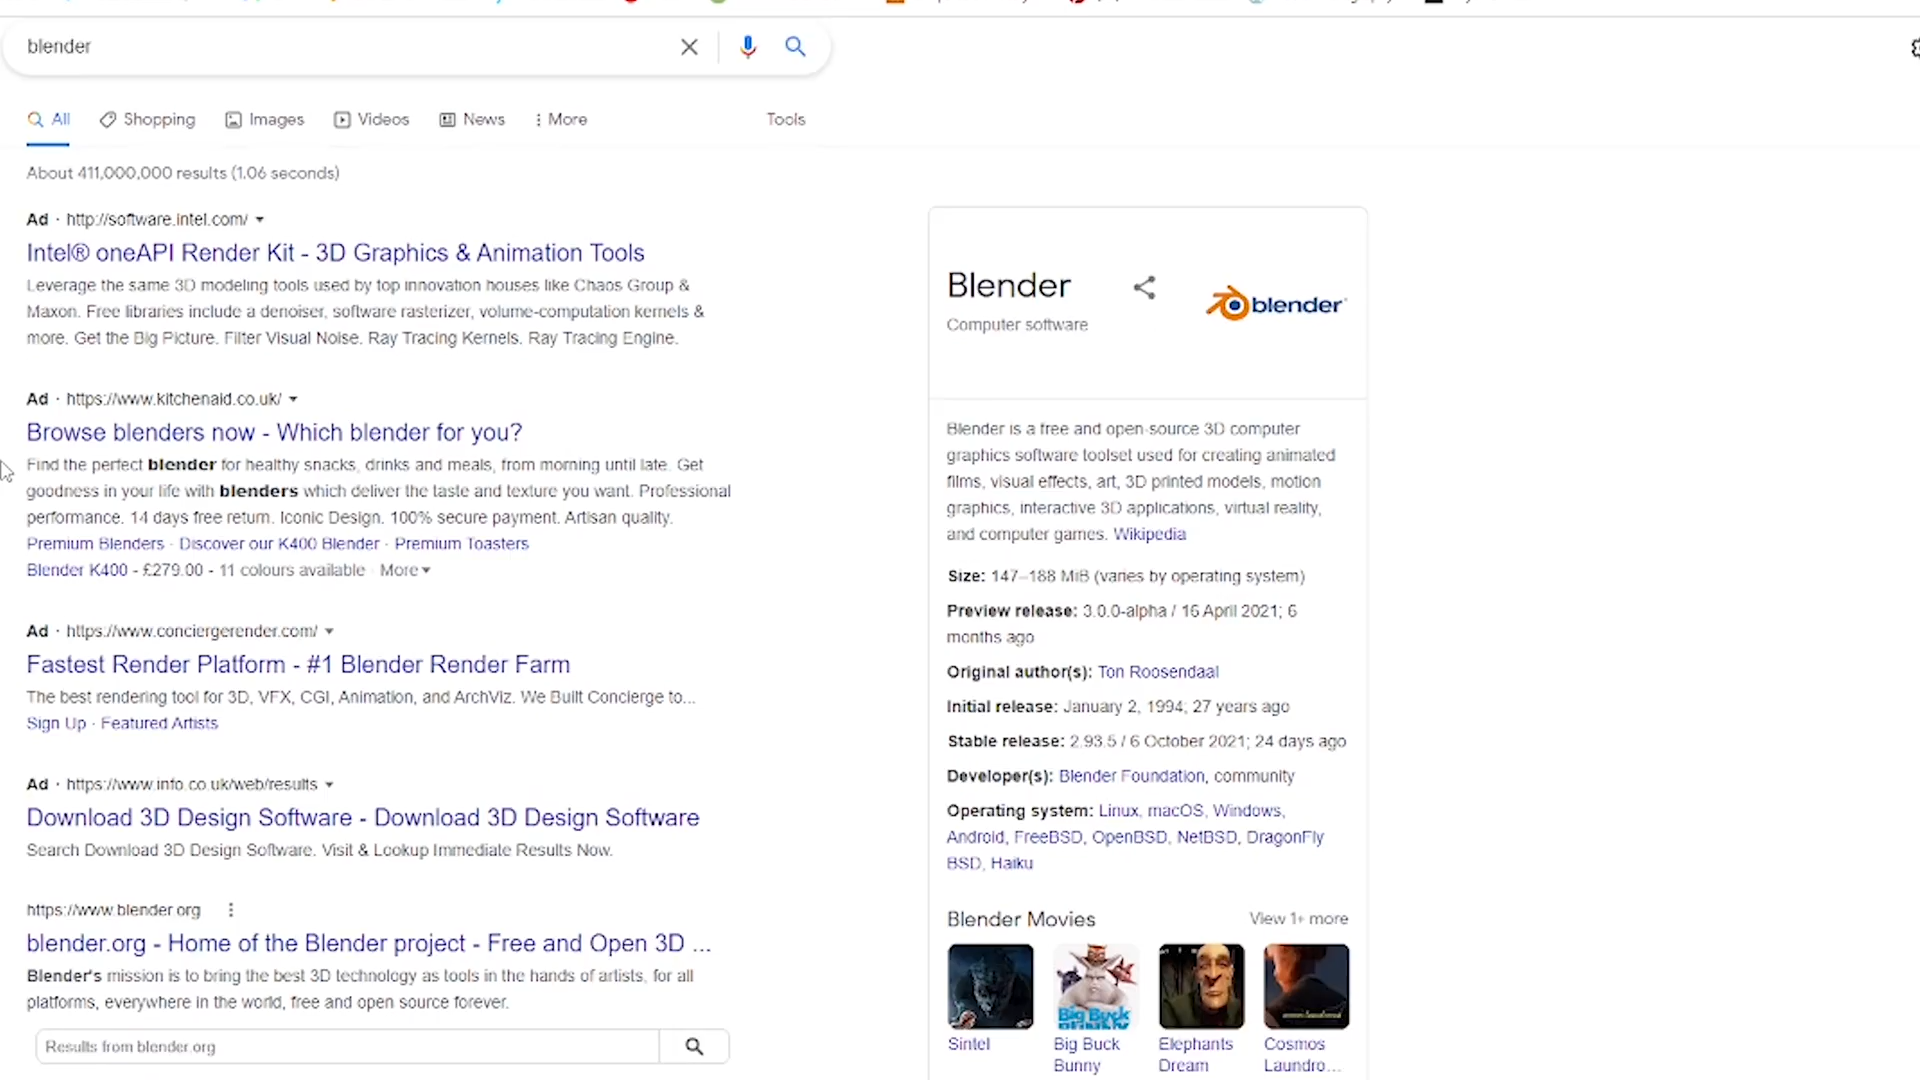 blender
All
Shopping
Images
Videos
News
More
Tools
About 411,000,000 results (1.06 seconds)
Ad · http://software.intel.com/
Intel® oneAPI Render Kit - 3D Graphics & Animation Tools
Leverage the same 3D modeling tools used by top innovation houses like Chaos Group &
Maxon. Free libraries include a denoiser, software rasterizer, volume-computation kernels &
more. Get the Big Picture. Filter Visual Noise. Ray Tracing Kernels. Ray Tracing Engine.
Ad · https://www.kitchenaid.co.uk/
Browse blenders now - Which blender for you?
Find the perfect blender for healthy snacks, drinks and meals, from morning until late. Get
goodness in your life with blenders which deliver the taste and texture you want. Professional
performance. 14 days free return. Iconic Design. 100% secure payment. Artisan quality.
Premium Blenders · Discover our K400 Blender · Premium Toasters
Blender K400 - £279.00 - 11 colours available · More
Ad · https://www.conciergerender.com/
Fastest Render Platform - #1 Blender Render Farm
The best rendering tool for 3D, VFX, CGI, Animation, and ArchViz. We Built Concierge to...
Sign Up · Featured Artists
Ad · https://www.info.co.uk/web/results
Download 3D Design Software - Download 3D Design Software
Search Download 3D Design Software. Visit & Lookup Immediate Results Now.
https://www.blender.org
blender.org - Home of the Blender project - Free and Open 3D ...
Blender's mission is to bring the best 3D technology as tools in the hands of artists, for all
platforms, everywhere in the world, free and open source forever.
Results from blender.org
Blender
Computer software
blender
Blender is a free and open-source 3D computer
graphics software toolset used for creating animated
films, visual effects, art, 3D printed models, motion
graphics, interactive 3D applications, virtual reality,
and computer games. Wikipedia
Size: 147–188 MiB (varies by operating system)
Preview release: 3.0.0-alpha / 16 April 2021; 6
months ago
Original author(s): Ton Roosendaal
Initial release: January 2, 1994; 27 years ago
Stable release: 2.93.5 / 6 October 2021; 24 days ago
Developer(s): Blender Foundation, community
Operating system: Linux, macOS, Windows,
Android, FreeBSD, OpenBSD, NetBSD, DragonFly
BSD, Haiku
Blender Movies
View 1+ more
Big Buck
Sintel
Big Buck
Bunny
Elephants
Dream
Cosmos
Laundro...